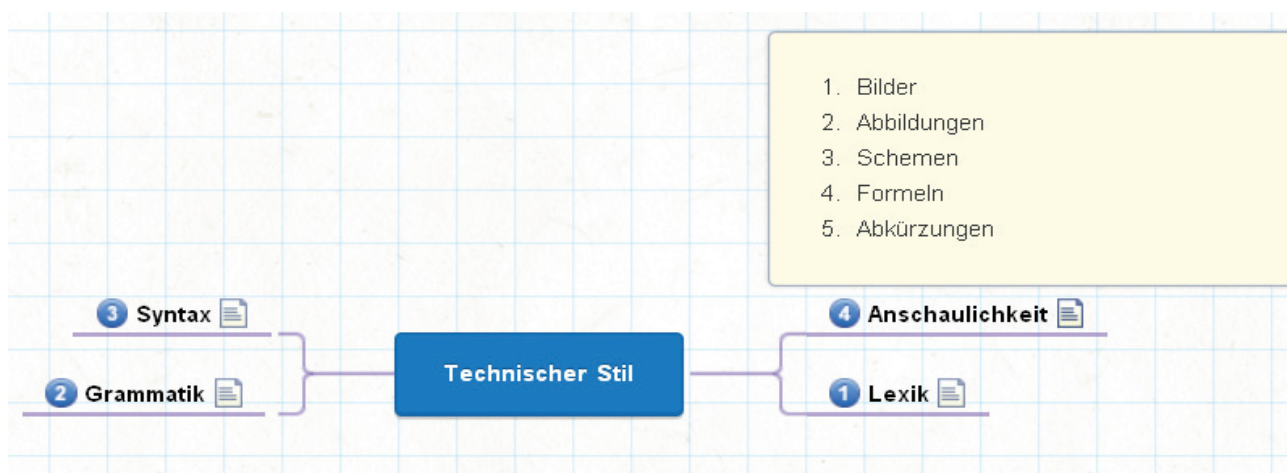 1. Bilder
2. Abbildungen
3. Schemen
4. Formeln
5. Abkürzungen
3 Syntax
4 Anschaulichkeit
Technischer Stil
2 Grammatik
1 Lexik